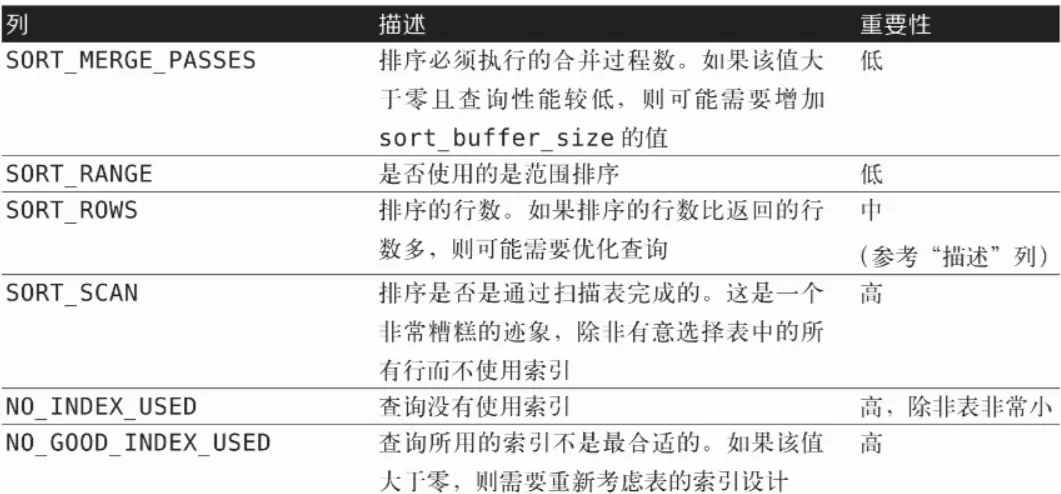 列 描述 重要性
SORT_MERGE_PASSES 排序必须执行的合并过程数。如果该值大 低
于零且查询性能较低，则可能需要增加
sort_buffer_size 的值
SORT_RANGE 是否使用的是范围排序 低
SORT_ROWS 排序的行数。如果排序的行数比返回的行 中
数多，则可能需要优化查询 （参考“描述”列）
SORT_SCAN 排序是否是通过扫描表完成的。这是一个 高
非常糟糕的迹象，除非有意选择表中的所
有行而不使用索引
NO_INDEX_USED 查询没有使用索引 高，除非表非常小
NO_GOOD_INDEX_USED 查询所用的索引不是最合适的。如果该值 高
大于零，则需要重新考虑表的索引设计